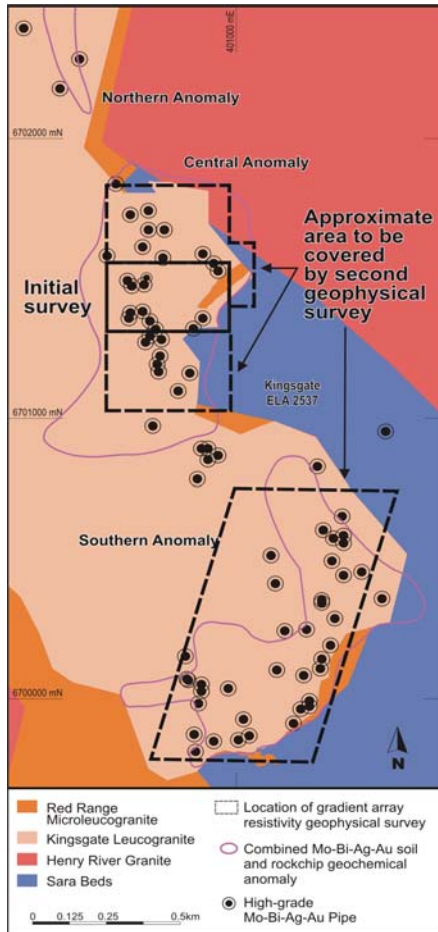 401000 mE
Northern Anomaly
6702000 mN
Central Anomaly
Approximate
area to be
covered
by second
geophysical
survey
Initial
survey
Kingsgate
ELA 2537
6701000 mN
Southern Anomaly
6700000 mN
N
Red Range
Microleucogranite
Kingsgate Leucogranite
Henry River Granite
Sara Beds
0 0.125 0.25 0.5km
Location of gradient array
resistivity geophysical survey
Combined Mo-Bi-Ag-Au soil
and rockchip geochemical
anomaly
High-grade
Mo-Bi-Ag-Au Pipe